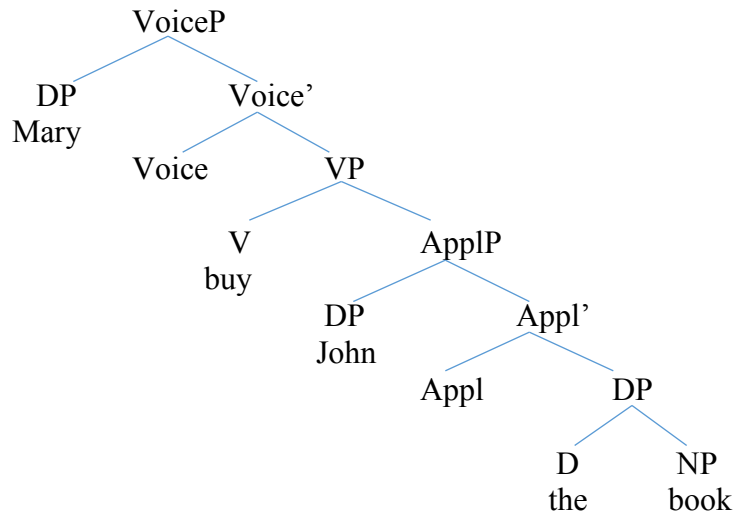 VoiceP
DP Voice’
Mary
Voice VP
V ApplP
buy
DP Appl’
John
Appl DP
D NP
the book